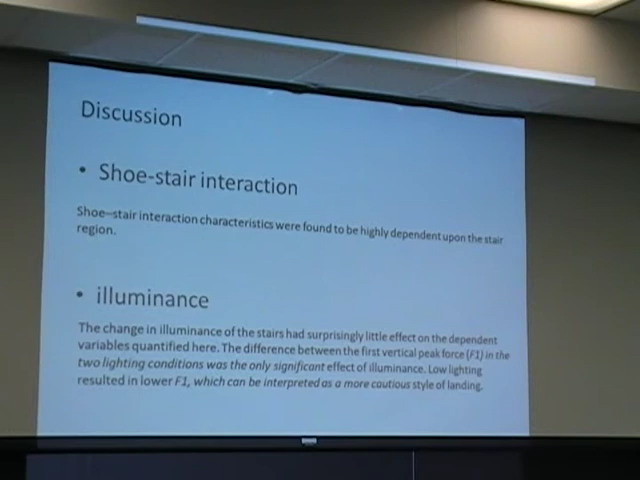 Discussion
• Shoe-stair interaction
Shoe–stair interaction characteristics were found to be highly dependent upon the stair
region.
• illuminance
The change in illuminance of the stairs had surprisingly little effect on the dependent
variables quantified here. The difference between the first vertical peak force (F1) in the
two lighting conditions was the only significant effect of illuminance. Low lighting
resulted in lower F1, which can be interpreted as a more cautious style of landing.